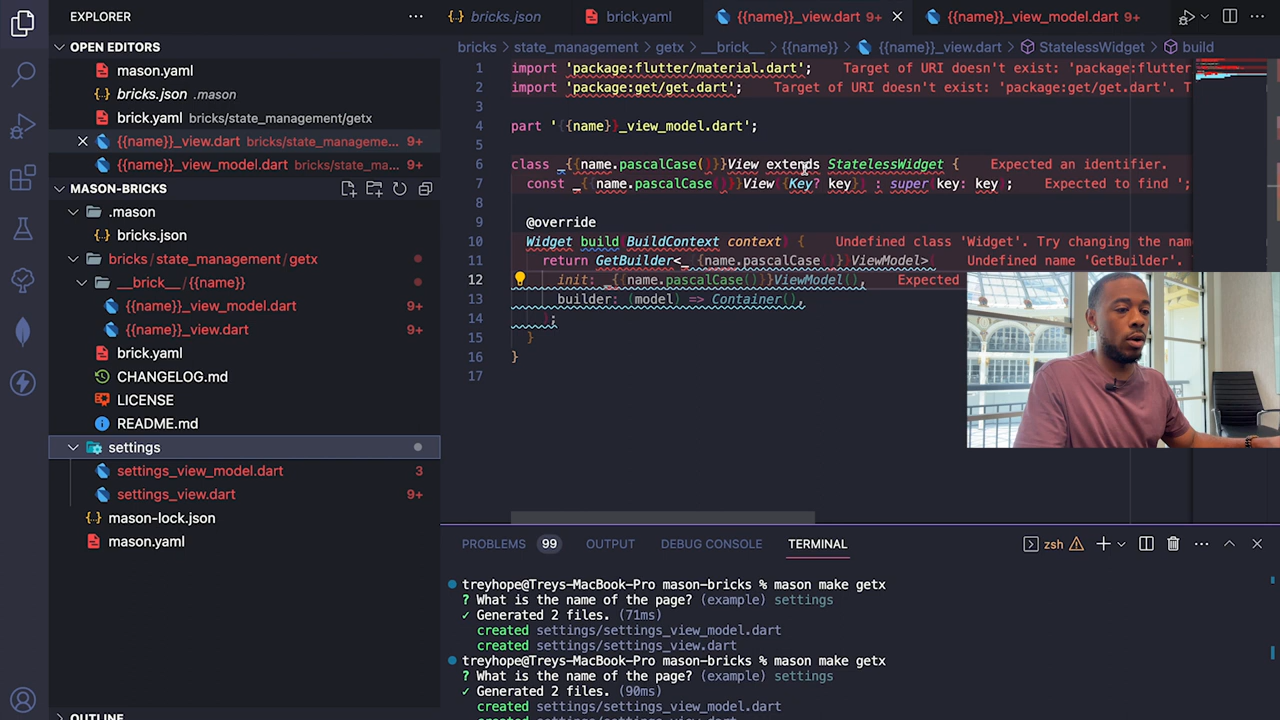 EXPLORER
bricks.json
brick.yaml
{{name}}_view.dart 9+
{{name}}_view_model.dart 9+
OPEN EDITORS
mason.yaml
bricks.json .mason
brick.yaml bricks/state_management/getx
{{name}}_view.dart bricks/state_manageme... 9+
{{name}}_view_model.dart bricks/sta... 9+
MASON-BRICKS
.mason
bricks.json
bricks/state_management/getx
__brick__/{{name}}
{{name}}_view_model.dart 9+
{{name}}_view.dart 9+
brick.yaml
CHANGELOG.md
LICENSE
README.md
settings
settings_view_model.dart 3
settings_view.dart 9+
mason-lock.json
mason.yaml
OUTLINE
bricks > state_management > getx > __brick__ > {{name}} > {{name}}_view.dart > StatelessWidget > build
1 import 'package:flutter/material.dart'; Target of URI doesn't exist: 'package:flutter
2 import 'package:get/get.dart'; Target of URI doesn't exist: 'package:get/get.dart'. T
3
4 part '{{name}}_view_model.dart';
5
6 class _{{name.pascalCase()}}View extends StatelessWidget { Expected an identifier.
7 const _{{name.pascalCase()}}View({Key? key}) : super(key: key); Expected to find ';
8
9 @override
10 Widget build(BuildContext context) { Undefined class 'Widget'. Try changing the nam
11 return GetBuilder<_{{name.pascalCase()}}ViewModel>( Undefined name 'GetBuilder'.
12 init: _{{name.pascalCase()}}ViewModel(), Expected
13 builder: (model) => Container(),
14 );
15 }
16 }
17
PROBLEMS 99 OUTPUT DEBUG CONSOLE TERMINAL zsh
treyhope@Treys-MacBook-Pro mason-bricks % mason make getx
? What is the name of the page? (example) settings
✓ Generated 2 files. (71ms)
created settings/settings_view_model.dart
created settings/settings_view.dart
treyhope@Treys-MacBook-Pro mason-bricks % mason make getx
? What is the name of the page? (example) settings
✓ Generated 2 files. (90ms)
created settings/settings_view_model.dart